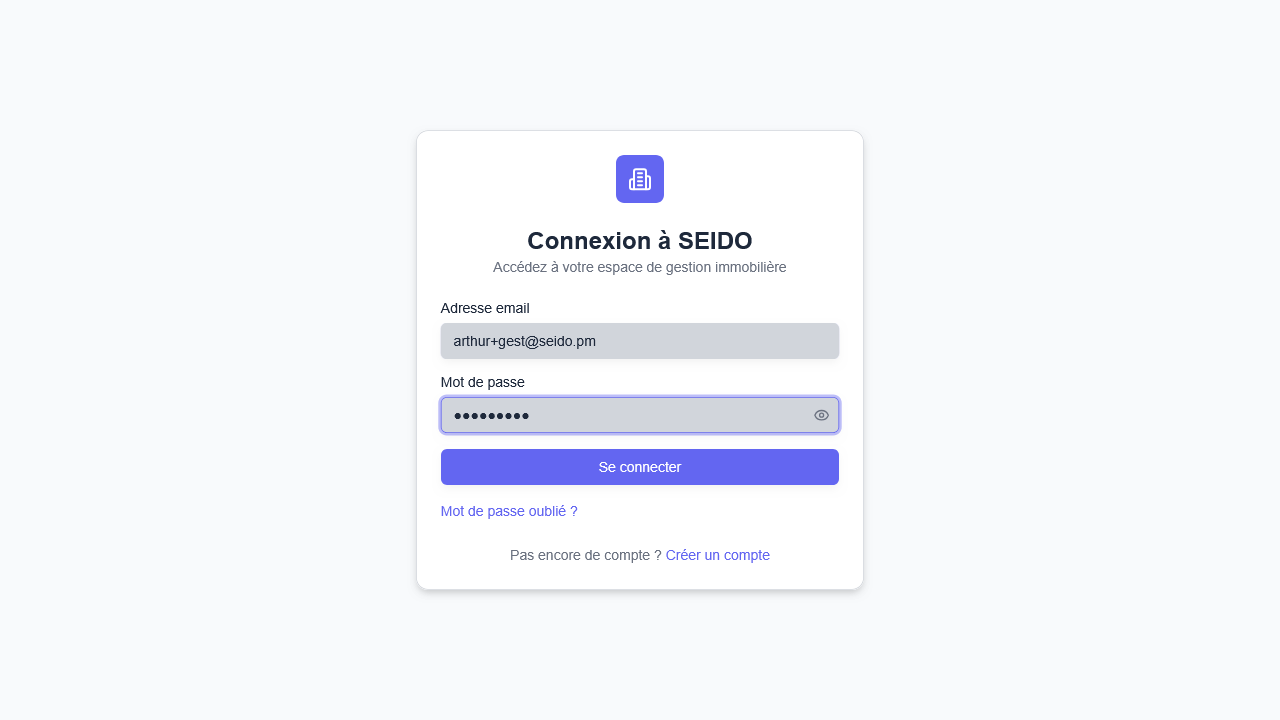 Connexion à SEIDO
Accédez à votre espace de gestion immobilière
Adresse email
arthur+gest@seido.pm
Mot de passe
●●●●●●●●●
Se connecter
Mot de passe oublié ?
Pas encore de compte ? Créer un compte